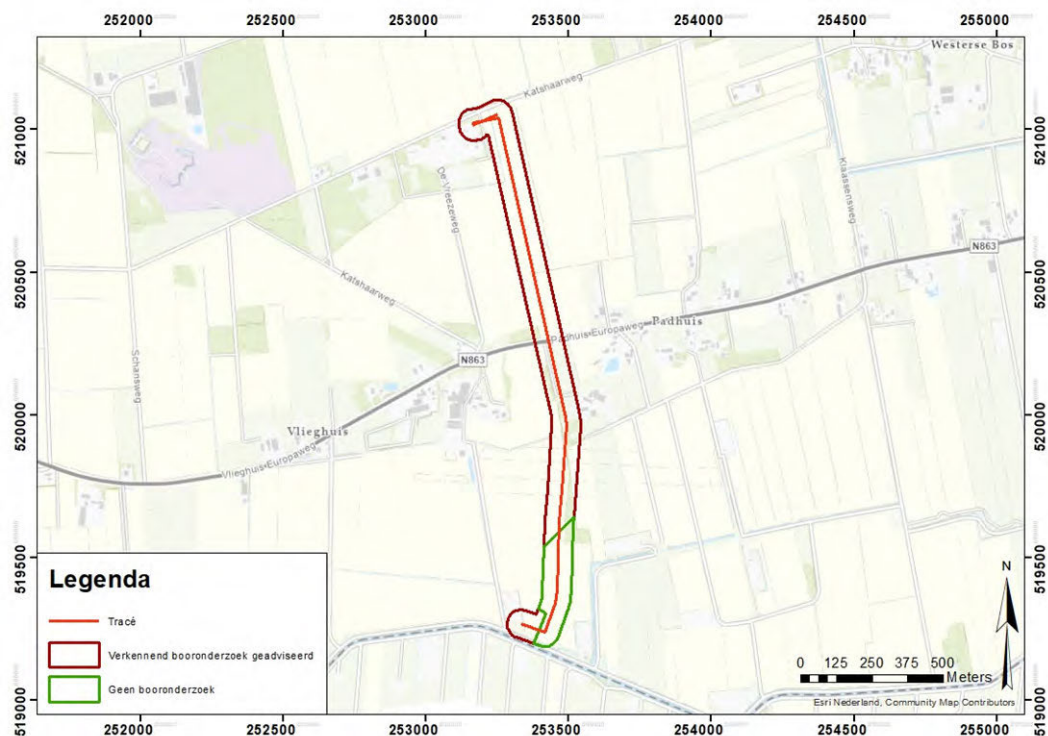 252000 252500 253000 253500 254000 254500 255000
Westerse Bos
Katshaarweg
521000 521000
De Vreezeweg
Klaassensweg
N863
520500 520500
Katshaarweg
Padhuis
Padhuis-Europaweg
N863
Schansweg
520000 520000
Vlieghuis
Vlieghuis-Europaweg
519500 519500
Legenda
Tracé
Verkennend booronderzoek geadviseerd
Geen booronderzoek
N
0 125 250 375 500
Meters
Esri Nederland, Community Map Contributors
519000 519000
252000 252500 253000 253500 254000 254500 255000